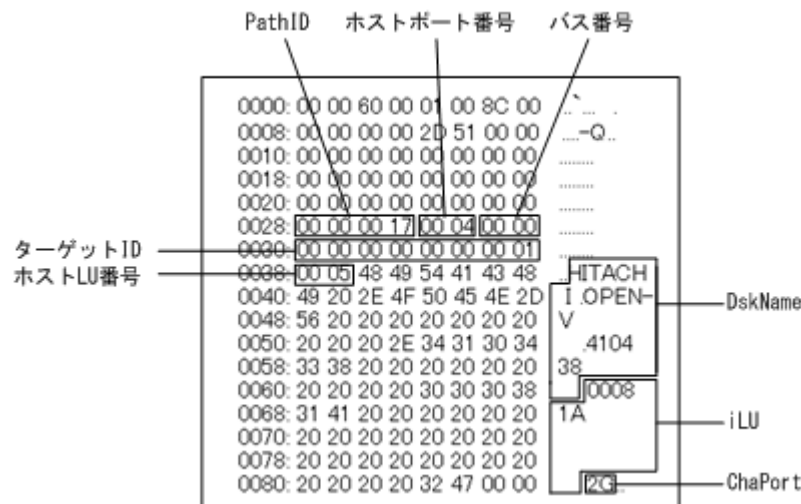 PathID ホストポート番号 バス番号
0000: 00 00 60 00 01 00 8C 00 ..`... .
0008: 00 00 00 00 2D 51 00 00 ....-Q..
0010: 00 00 00 00 00 00 00 00 ........
0018: 00 00 00 00 00 00 00 00 ........
0020: 00 00 00 00 00 00 00 00 ........
0028: 00 00 00 17 00 04 00 00 ........
ターゲットID 0030: 00 00 00 00 00 00 00 01 ........
ホストLU番号 0038: 00 05 48 49 54 41 43 48 ..HITACH
0040: 49 20 2E 4F 50 45 4E 2D I .OPEN-
DskName
0048: 56 20 20 20 20 20 20 20 V
0050: 20 20 20 2E 34 31 30 34 .4104
0058: 33 38 20 20 20 20 20 20 38
0060: 20 20 20 20 30 30 30 38 0008
0068: 31 41 20 20 20 20 20 20 1A
iLU
0070: 20 20 20 20 20 20 20 20
0078: 20 20 20 20 20 20 20 20
0080: 20 20 20 20 32 47 00 00 2G ChaPort